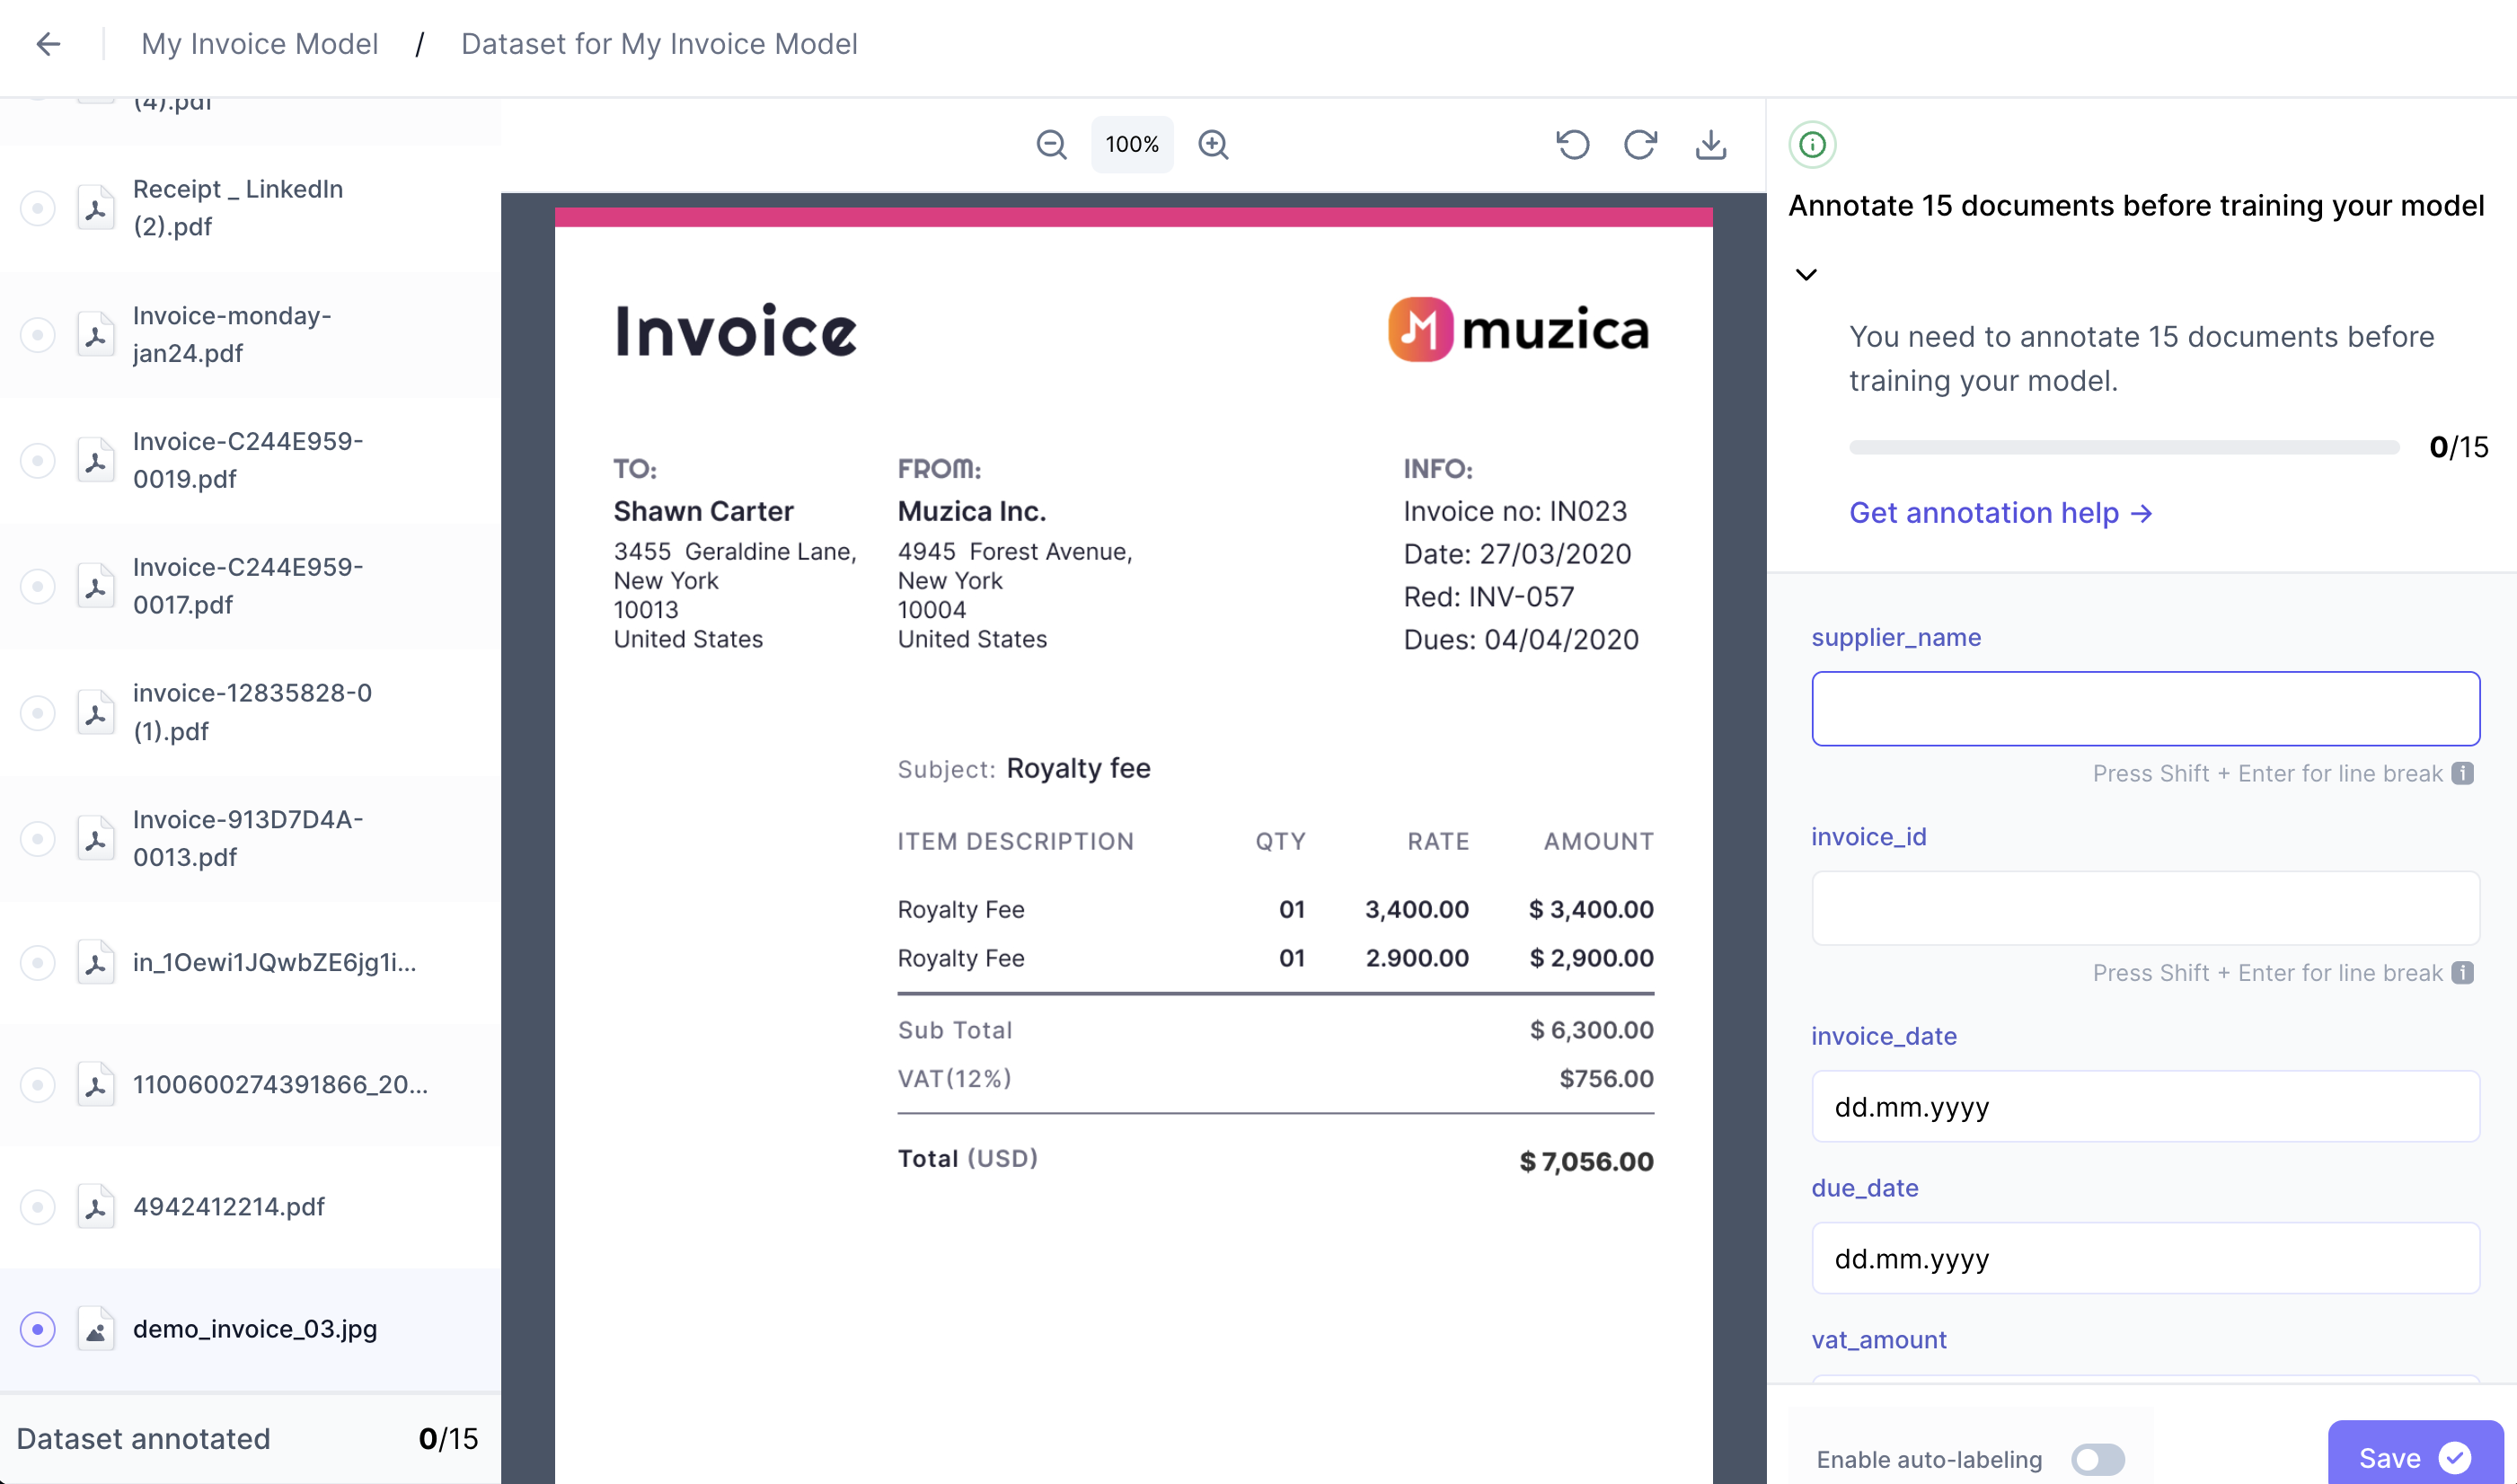 My Invoice Model / Dataset for My Invoice Model
(4).pdf
Receipt _ LinkedIn
(2).pdf
Invoice-monday-
jan24.pdf
Invoice-C244E959-
0019.pdf
Invoice-C244E959-
0017.pdf
invoice-12835828-0
(1).pdf
Invoice-913D7D4A-
0013.pdf
in_1Oewi1JQwbZE6jg1i...
1100600274391866_20...
4942412214.pdf
demo_invoice_03.jpg
Dataset annotated 0/15
100%
Invoice
muzica
TO:
Shawn Carter
3455 Geraldine Lane,
New York
10013
United States
FROM:
Muzica Inc.
4945 Forest Avenue,
New York
10004
United States
INFO:
Invoice no: IN023
Date: 27/03/2020
Red: INV-057
Dues: 04/04/2020
Subject: Royalty fee
ITEM DESCRIPTION QTY RATE AMOUNT
Royalty Fee 01 3,400.00 $ 3,400.00
Royalty Fee 01 2.900.00 $ 2,900.00
Sub Total $ 6,300.00
VAT(12%) $756.00
Total (USD) $ 7,056.00
Annotate 15 documents before training your model
You need to annotate 15 documents before
training your model.
0/15
Get annotation help →
supplier_name
Press Shift + Enter for line break i
invoice_id
Press Shift + Enter for line break i
invoice_date
dd.mm.yyyy
due_date
dd.mm.yyyy
vat_amount
Enable auto-labeling
Save